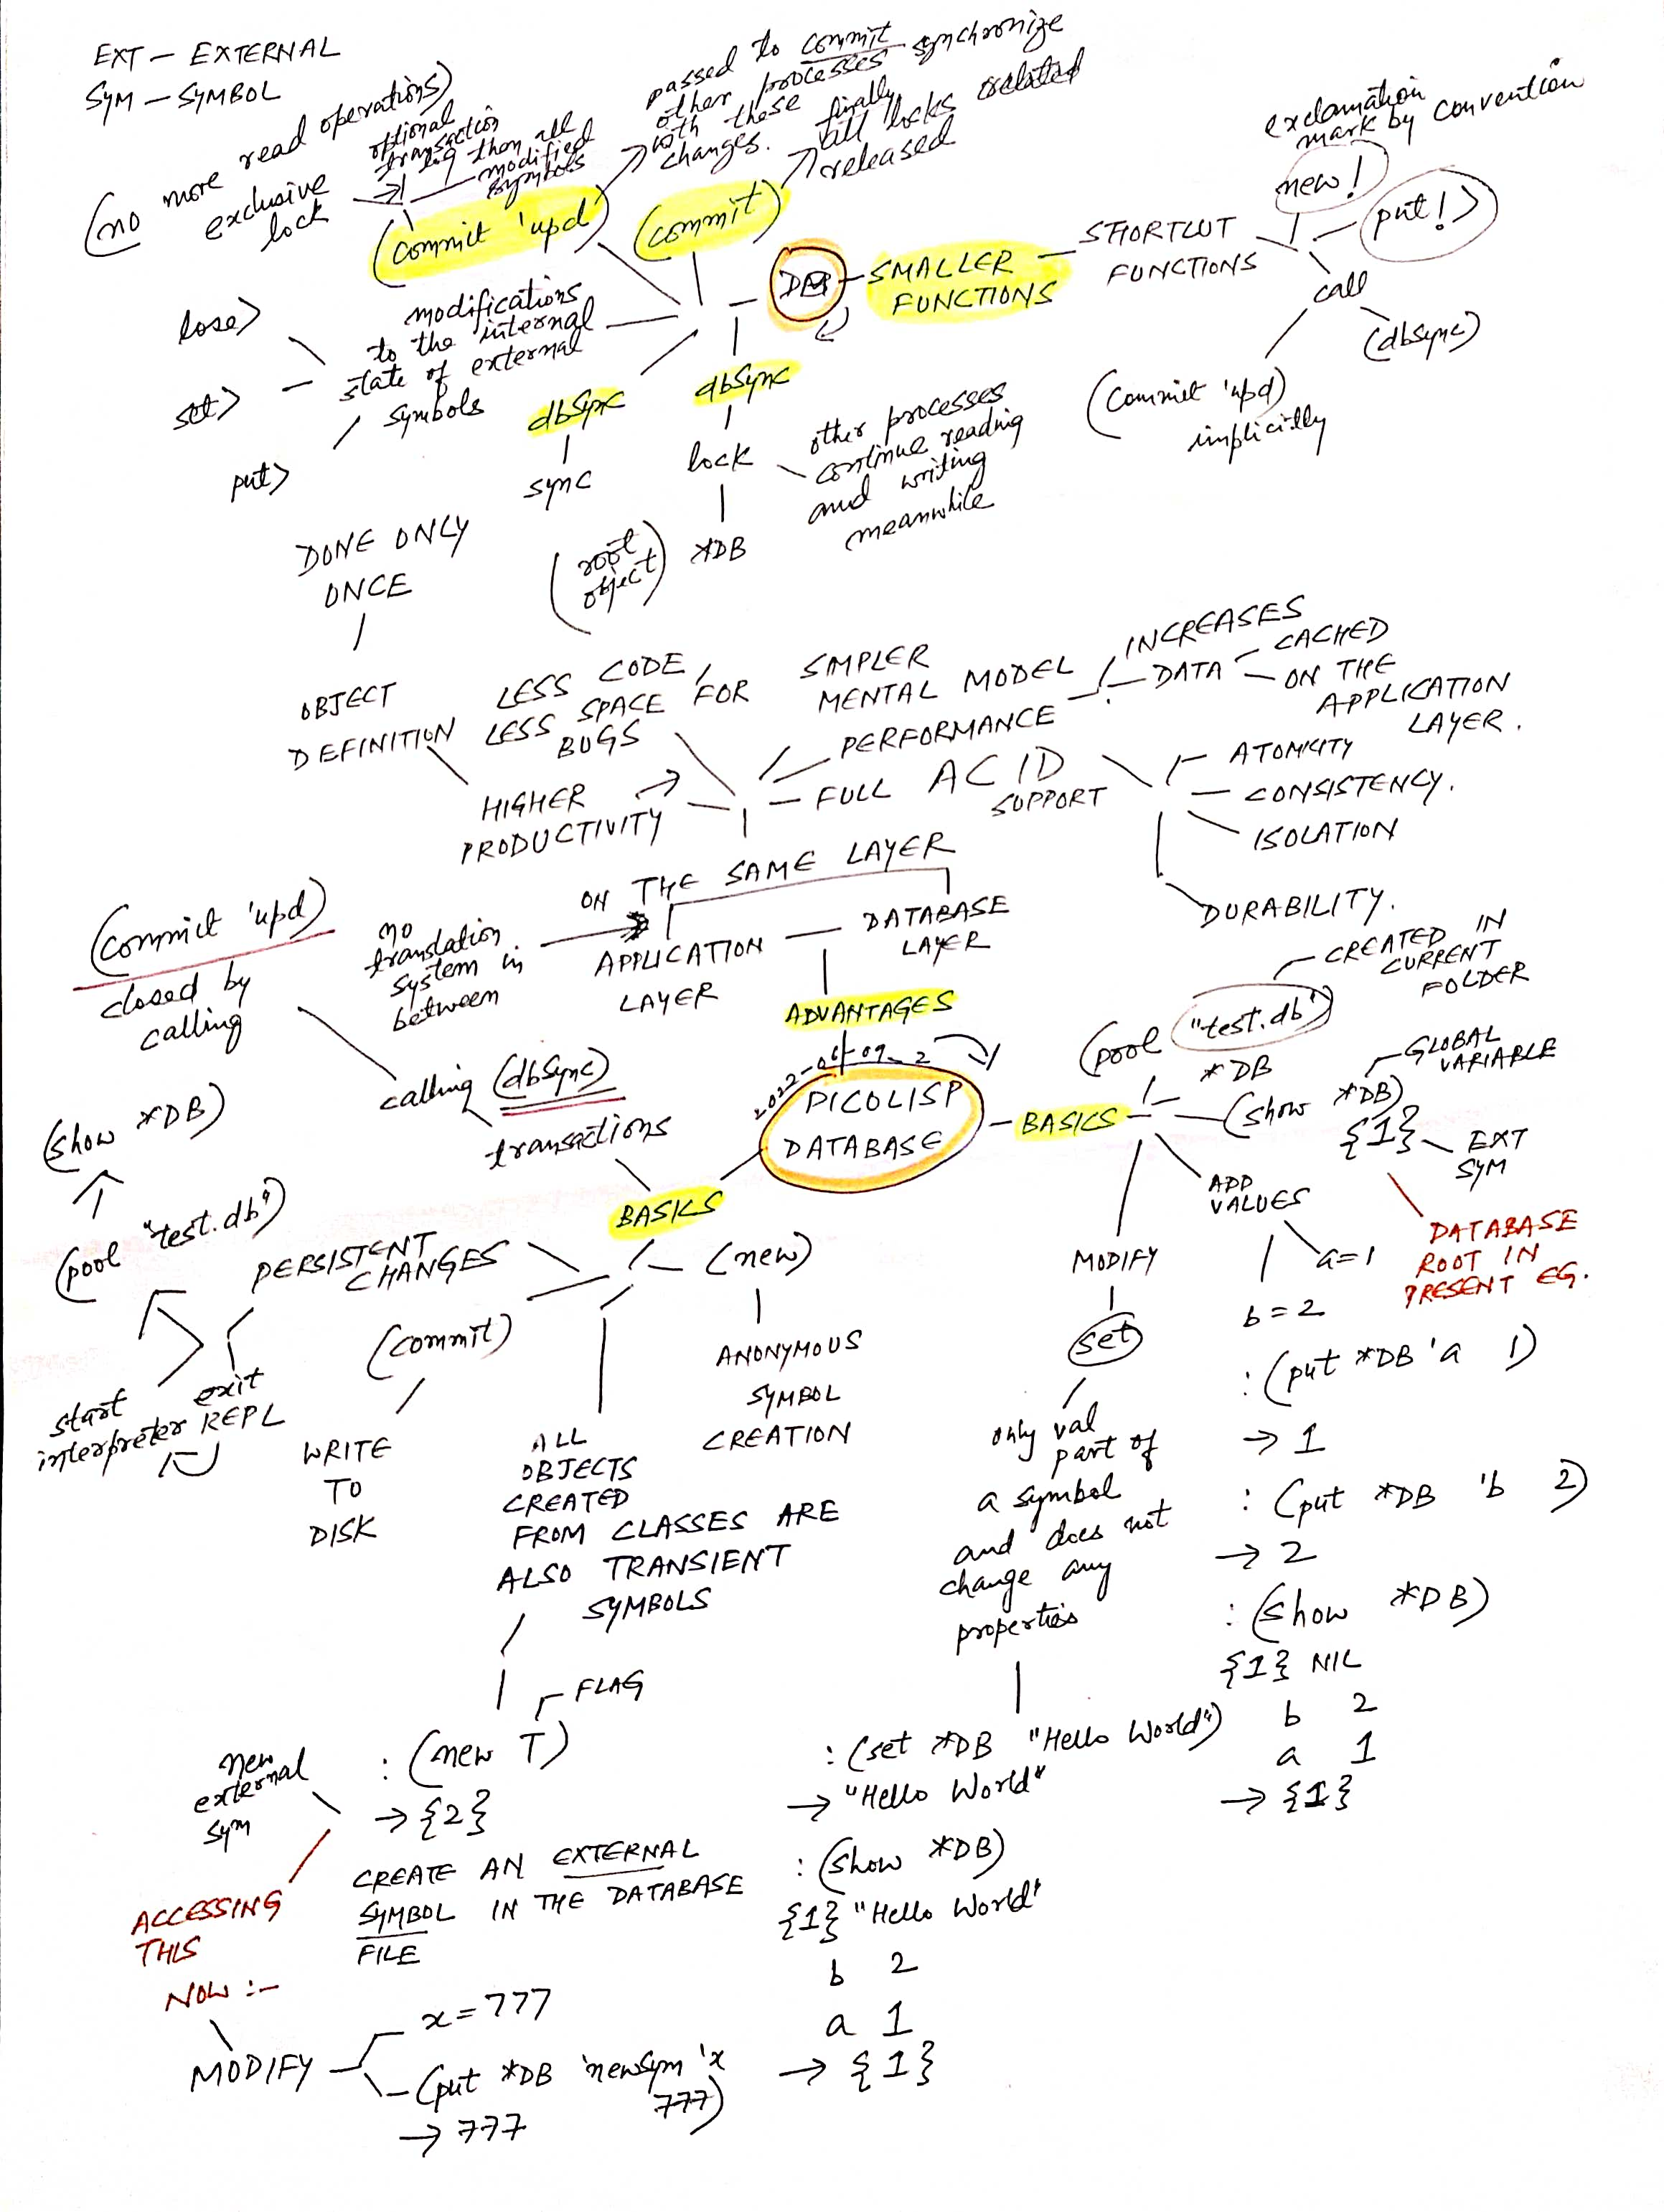 EXT - EXTERNAL
SYM - SYMBOL
(no more read operations)
exclusive
lock
optional
transaction
log then all
modified
symbols
(commit 'upd)
passed to commit
other processes synchronize
with these
changes.
(commit)
finally
all locks related
released
DB
SMALLER
FUNCTIONS
SHORTCUT
FUNCTIONS
exclamation
mark by convention
new!
put!>
call
(dbSync)
(commit 'upd)
implicitly
lose>
set>
put>
modifications
to the internal
state of external
symbols
dbSync
sync
dbSync
lock
*DB
(root
object)
other processes
continue reading
and writing
meanwhile
DONE ONLY
ONCE
OBJECT
DEFINITION
LESS CODE,
LESS SPACE FOR
BUGS
HIGHER
PRODUCTIVITY
SIMPLER
MENTAL MODEL
PERFORMANCE
INCREASES
DATA
CACHED
ON THE
APPLICATION
LAYER.
FULL ACID
SUPPORT
ATOMICITY
CONSISTENCY.
ISOLATION
DURABILITY.
ON THE SAME LAYER
no
translation
system in
between
APPLICATION
LAYER
DATABASE
LAYER
ADVANTAGES
(commit 'upd)
closed by
calling
calling (dbSync)
transactions
2022-06-09_2
PICOLISP
DATABASE
BASICS
(pool "test.db")
CREATED IN
CURRENT
FOLDER
*DB
(show *DB)
GLOBAL
VARIABLE
{1}
EXT
SYM
DATABASE
ROOT IN
PRESENT EG.
ADD
VALUES
a=1
b=2
MODIFY
set
only val
part of
a symbol
and does not
change any
properties
: (put *DB 'a 1)
→ 1
: (put *DB 'b 2)
→ 2
: (show *DB)
{1} NIL
b 2
a 1
→ {1}
: (set *DB "Hello World")
→ "Hello World"
: (show *DB)
{1} "Hello World"
b 2
a 1
→ {1}
BASICS
(show *DB)
(pool "test.db")
start
interpreter
exit
REPL
PERSISTENT
CHANGES
(commit)
WRITE
TO
DISK
(new)
ANONYMOUS
SYMBOL
CREATION
ALL
OBJECTS
CREATED
FROM CLASSES ARE
ALSO TRANSIENT
SYMBOLS
FLAG
: (new T)
→ {2}
new
external
sym
CREATE AN EXTERNAL
SYMBOL IN THE DATABASE
FILE
ACCESSING
THIS
NOW :-
MODIFY
x=777
(put *DB 'newSym 'x
777)
→ 777